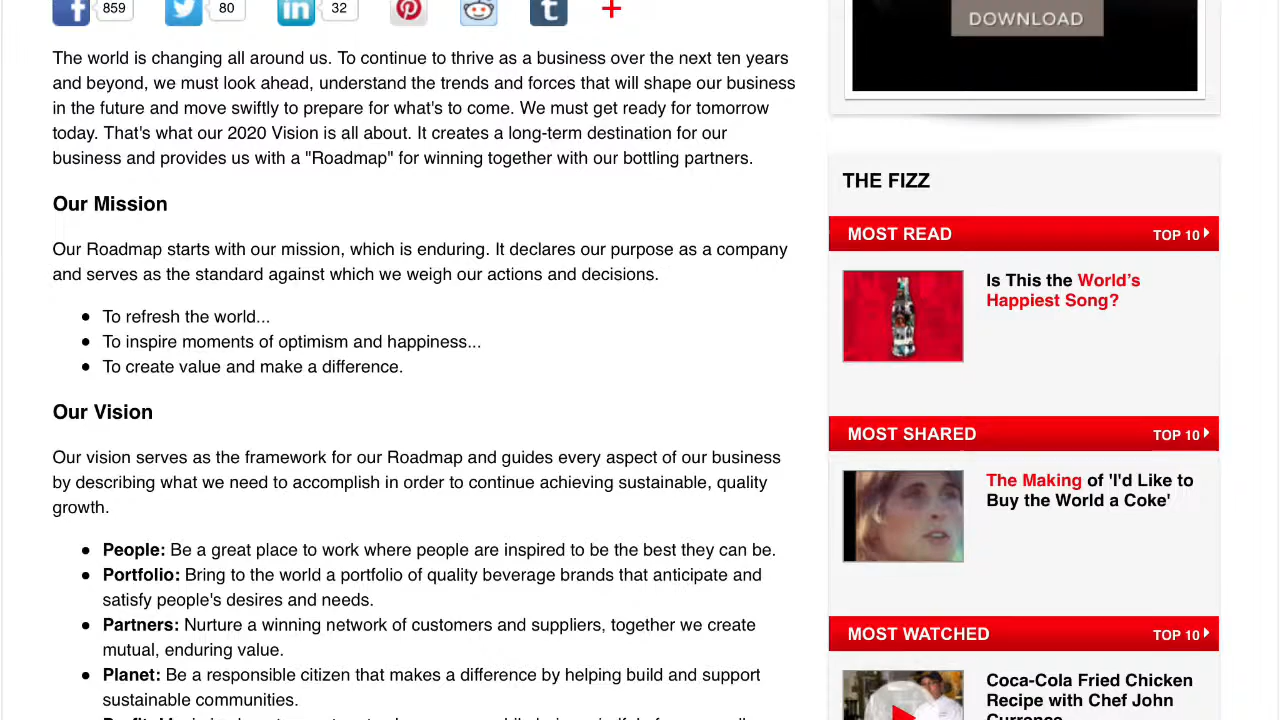 859
80
32
The world is changing all around us. To continue to thrive as a business over the next ten years
and beyond, we must look ahead, understand the trends and forces that will shape our business
in the future and move swiftly to prepare for what's to come. We must get ready for tomorrow
today. That's what our 2020 Vision is all about. It creates a long-term destination for our
business and provides us with a "Roadmap" for winning together with our bottling partners.
Our Mission
Our Roadmap starts with our mission, which is enduring. It declares our purpose as a company
and serves as the standard against which we weigh our actions and decisions.
● To refresh the world...
● To inspire moments of optimism and happiness...
● To create value and make a difference.
Our Vision
Our vision serves as the framework for our Roadmap and guides every aspect of our business
by describing what we need to accomplish in order to continue achieving sustainable, quality
growth.
● People: Be a great place to work where people are inspired to be the best they can be.
● Portfolio: Bring to the world a portfolio of quality beverage brands that anticipate and
satisfy people's desires and needs.
● Partners: Nurture a winning network of customers and suppliers, together we create
mutual, enduring value.
● Planet: Be a responsible citizen that makes a difference by helping build and support
sustainable communities.
DOWNLOAD
THE FIZZ
MOST READ
TOP 10
Is This the World’s
Happiest Song?
MOST SHARED
TOP 10
The Making of 'I'd Like to
Buy the World a Coke'
MOST WATCHED
TOP 10
Coca-Cola Fried Chicken
Recipe with Chef John